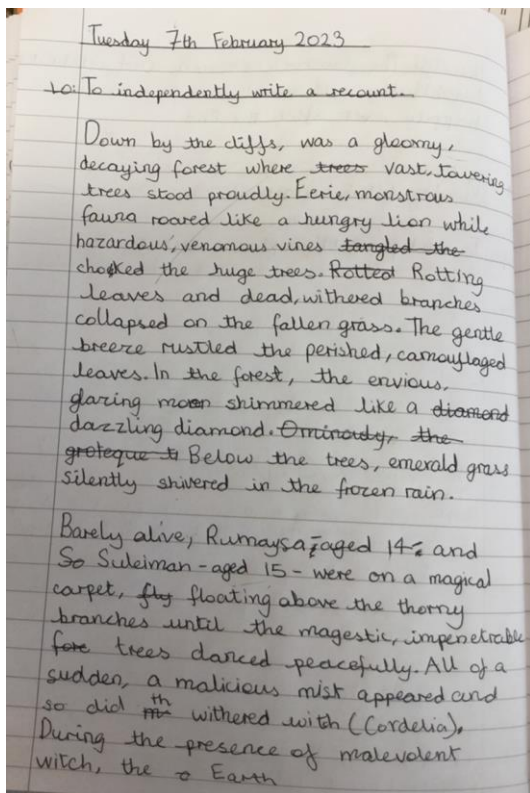 Tuesday 7th February 2023
LO: To independently write a recount.
Down by the cliffs, was a gloomy,
decaying forest where trees vast, towering
trees stood proudly. Eerie, monstrous
fauna roared like a hungry lion while
hazardous, venomous vines tangled the
chocked the huge trees. Rotted Rotting
leaves and dead, withered branches
collapsed on the fallen grass. The gentle
breeze rustled the perished, camouflaged
leaves. In the forest, the envious,
glaring moon shimmered like a diamond
dazzling diamond. Ominously, the
groteque Below the trees, emerald grass
silently shivered in the frozen rain.
Barely alive, Rumaysa-aged 14- and
So Suleiman - aged 15 - were on a magical
carpet, fly floating above the thorny
branches until the magestic, impenetrable
fore trees danced peacefully. All of a
sudden, a malicious mist appeared and
so did th withered with (Cordelia).
During the presence of malevolent
witch, the Earth